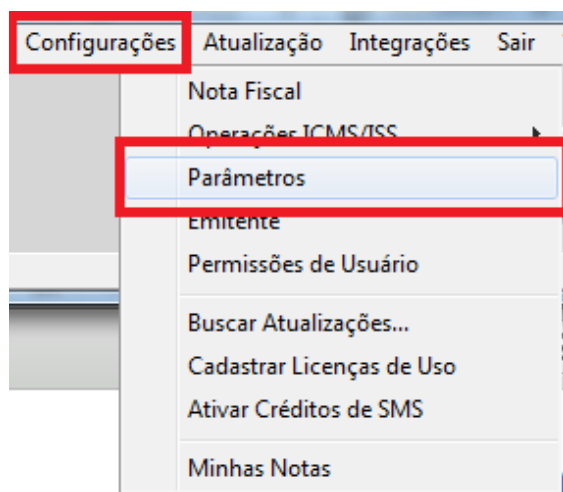 Configurações Atualização Integrações Sair
Nota Fiscal
Operações ICMS/ISS
Parâmetros
Emitente
Permissões de Usuário
Buscar Atualizações...
Cadastrar Licenças de Uso
Ativar Créditos de SMS
Minhas Notas